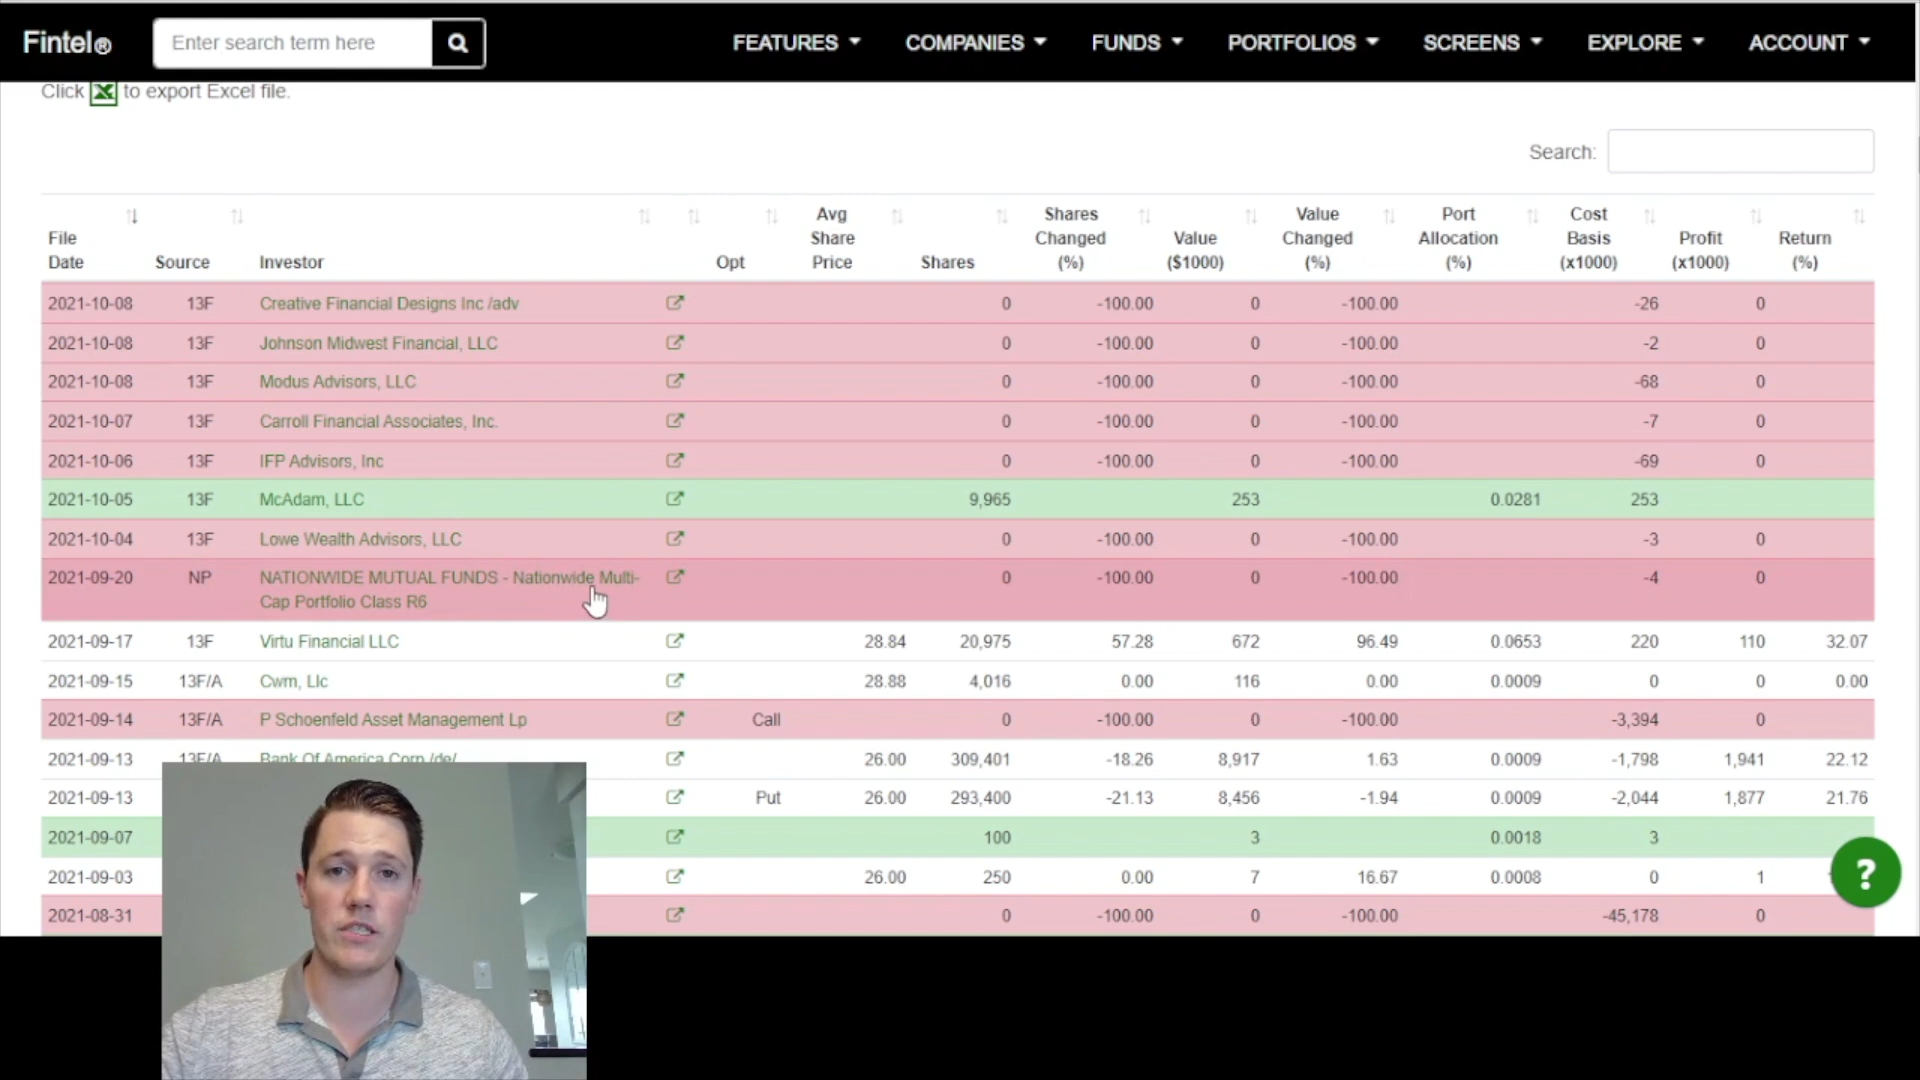 Fintel® Enter search term here FEATURES COMPANIES FUNDS PORTFOLIOS SCREENS EXPLORE ACCOUNT
Click to export Excel file.
Search:
File Date Source Investor Opt Avg Share Price Shares Shares Changed (%) Value ($1000) Value Changed (%) Port Allocation (%) Cost Basis (x1000) Profit (x1000) Return (%)
2021-10-08 13F Creative Financial Designs Inc /adv 0 -100.00 0 -100.00 -26 0
2021-10-08 13F Johnson Midwest Financial, LLC 0 -100.00 0 -100.00 -2 0
2021-10-08 13F Modus Advisors, LLC 0 -100.00 0 -100.00 -68 0
2021-10-07 13F Carroll Financial Associates, Inc. 0 -100.00 0 -100.00 -7 0
2021-10-06 13F IFP Advisors, Inc 0 -100.00 0 -100.00 -69 0
2021-10-05 13F McAdam, LLC 9,965 253 0.0281 253
2021-10-04 13F Lowe Wealth Advisors, LLC 0 -100.00 0 -100.00 -3 0
2021-09-20 NP NATIONWIDE MUTUAL FUNDS - Nationwide Multi- 0 -100.00 0 -100.00 -4 0
Cap Portfolio Class R6
2021-09-17 13F Virtu Financial LLC 28.84 20,975 57.28 672 96.49 0.0653 220 110 32.07
2021-09-15 13F/A Cwm, Llc 28.88 4,016 0.00 116 0.00 0.0009 0 0 0.00
2021-09-14 13F/A P Schoenfeld Asset Management Lp Call 0 -100.00 0 -100.00 -3,394 0
2021-09-13 13F/A Bank Of America Corp /de/ 26.00 309,401 -18.26 8,917 1.63 0.0009 -1,798 1,941 22.12
2021-09-13 Put 26.00 293,400 -21.13 8,456 -1.94 0.0009 -2,044 1,877 21.76
2021-09-07 100 3 0.0018 3
2021-09-03 26.00 250 0.00 7 16.67 0.0008 0 1
2021-08-31 0 -100.00 0 -100.00 -45,178 0
?